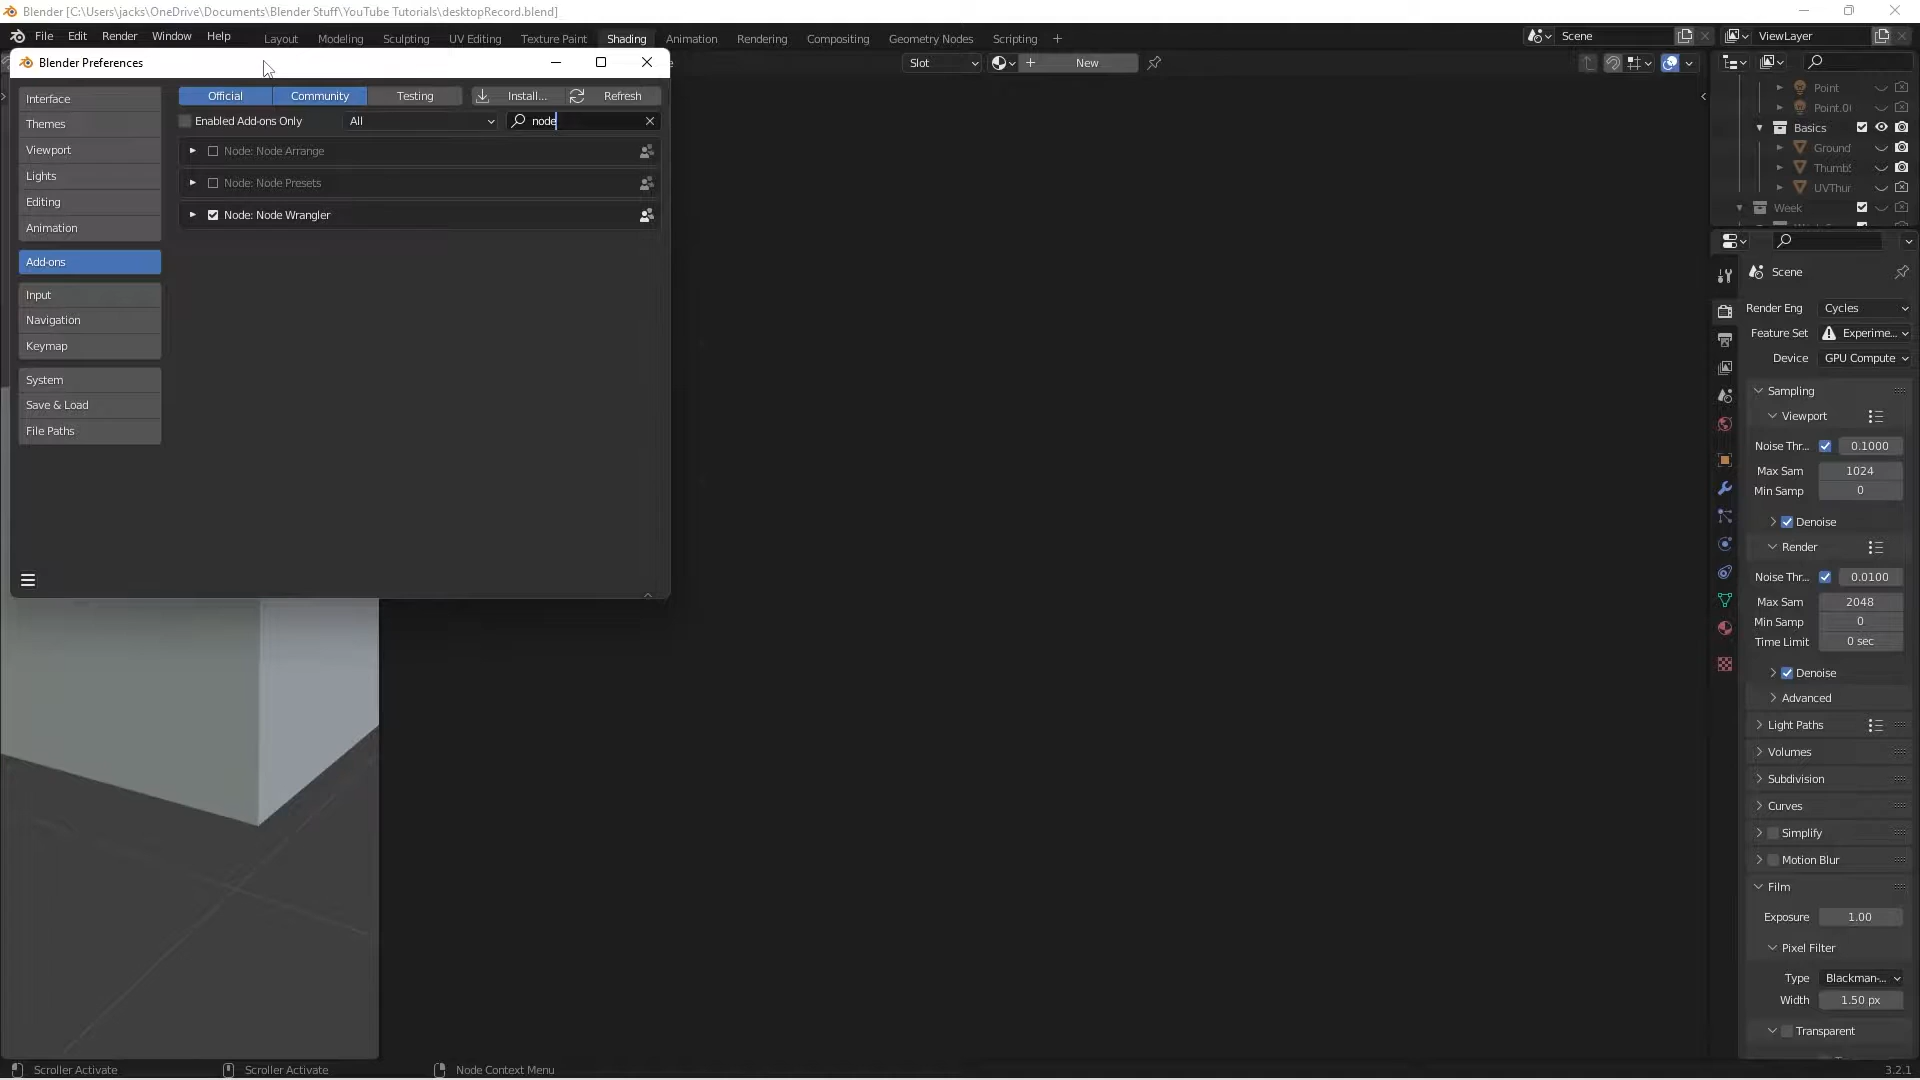 Blender [C:\Users\jacks\OneDrive\Documents\Blender Stuff\YouTube Tutorials\desktopRecord.blend]
File Edit Render Window Help Layout Modeling Sculpting UV Editing Texture Paint Shading Animation Rendering Compositing Geometry Nodes Scripting + Scene ViewLayer
Blender Preferences
Slot New
Interface
Themes
Viewport
Lights
Editing
Animation
Add-ons
Input
Navigation
Keymap
System
Save & Load
File Paths
Official Community Testing Install... Refresh
Enabled Add-ons Only All node
Node: Node Arrange
Node: Node Presets
Node: Node Wrangler
Point
Point.0
Basics
Ground
Thumb
UVThur
Week
Scene
Render Eng Cycles
Feature Set Experime...
Device GPU Compute
Sampling
Viewport
Noise Thr... 0.1000
Max Sam 1024
Min Samp 0
Denoise
Render
Noise Thr... 0.0100
Max Sam 2048
Min Samp 0
Time Limit 0 sec
Denoise
Advanced
Light Paths
Volumes
Subdivision
Curves
Simplify
Motion Blur
Film
Exposure 1.00
Pixel Filter
Type Blackman-...
Width 1.50 px
Transparent
Scroller Activate Scroller Activate Node Context Menu 3.2.1